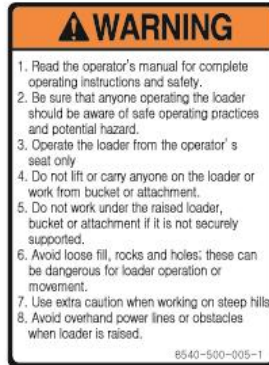 WARNING
1. Read the operator's manual for complete
operating instructions and safety.
2. Be sure that anyone operating the loader
should be aware of safe operating practices
and potential hazard.
3. Operate the loader from the operator' s
seat only
4. Do not lift or carry anyone on the loader or
work from bucket or attachment.
5. Do not work under the raised loader,
bucket or attachment if it is not securely
supported.
6. Avoid loose fill, rocks and holes; these can
be dangerous for loader operation or
movement.
7. Use extra caution when working on steep hills
8. Avoid overhand power lines or obstacles
when loader is raised.
8540-500-005-1